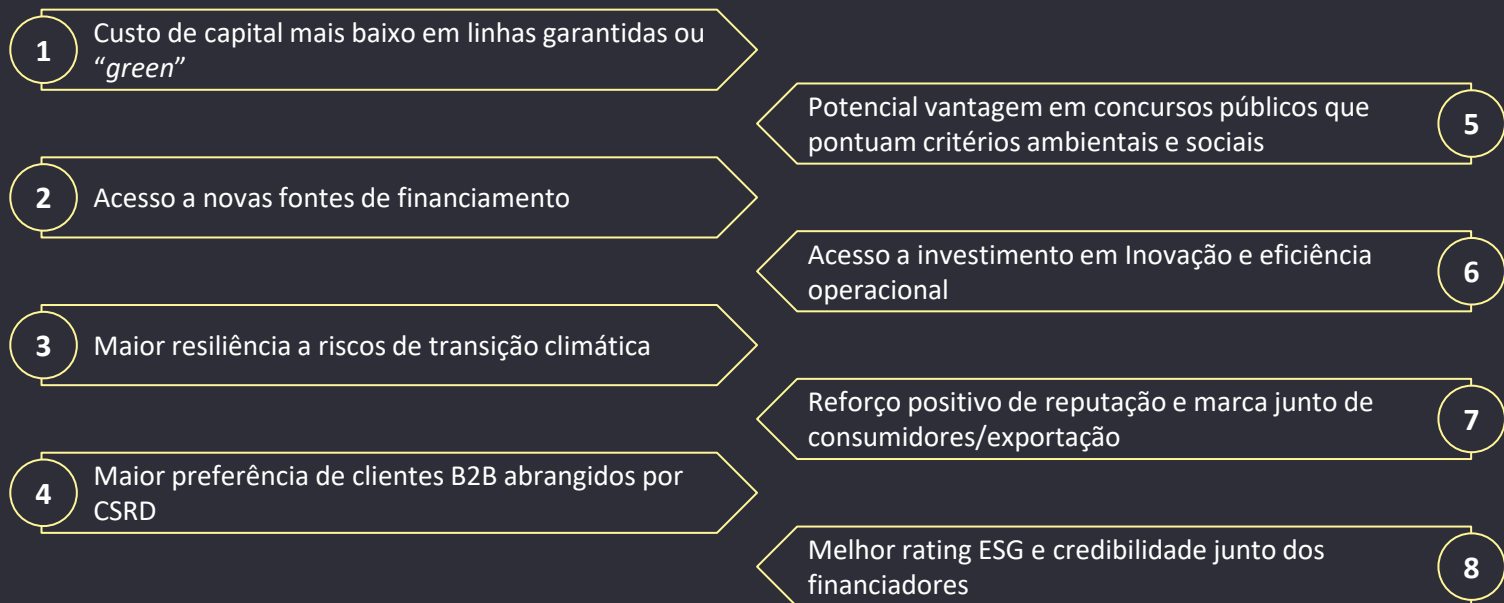 1
Custo de capital mais baixo em linhas garantidas ou
“green”
2
Acesso a novas fontes de financiamento
3
Maior resiliência a riscos de transição climática
4
Maior preferência de clientes B2B abrangidos por
CSRD
Potencial vantagem em concursos públicos que
pontuam critérios ambientais e sociais
5
Acesso a investimento em Inovação e eficiência
operacional
6
Reforço positivo de reputação e marca junto de
consumidores/exportação
7
Melhor rating ESG e credibilidade junto dos
financiadores
8